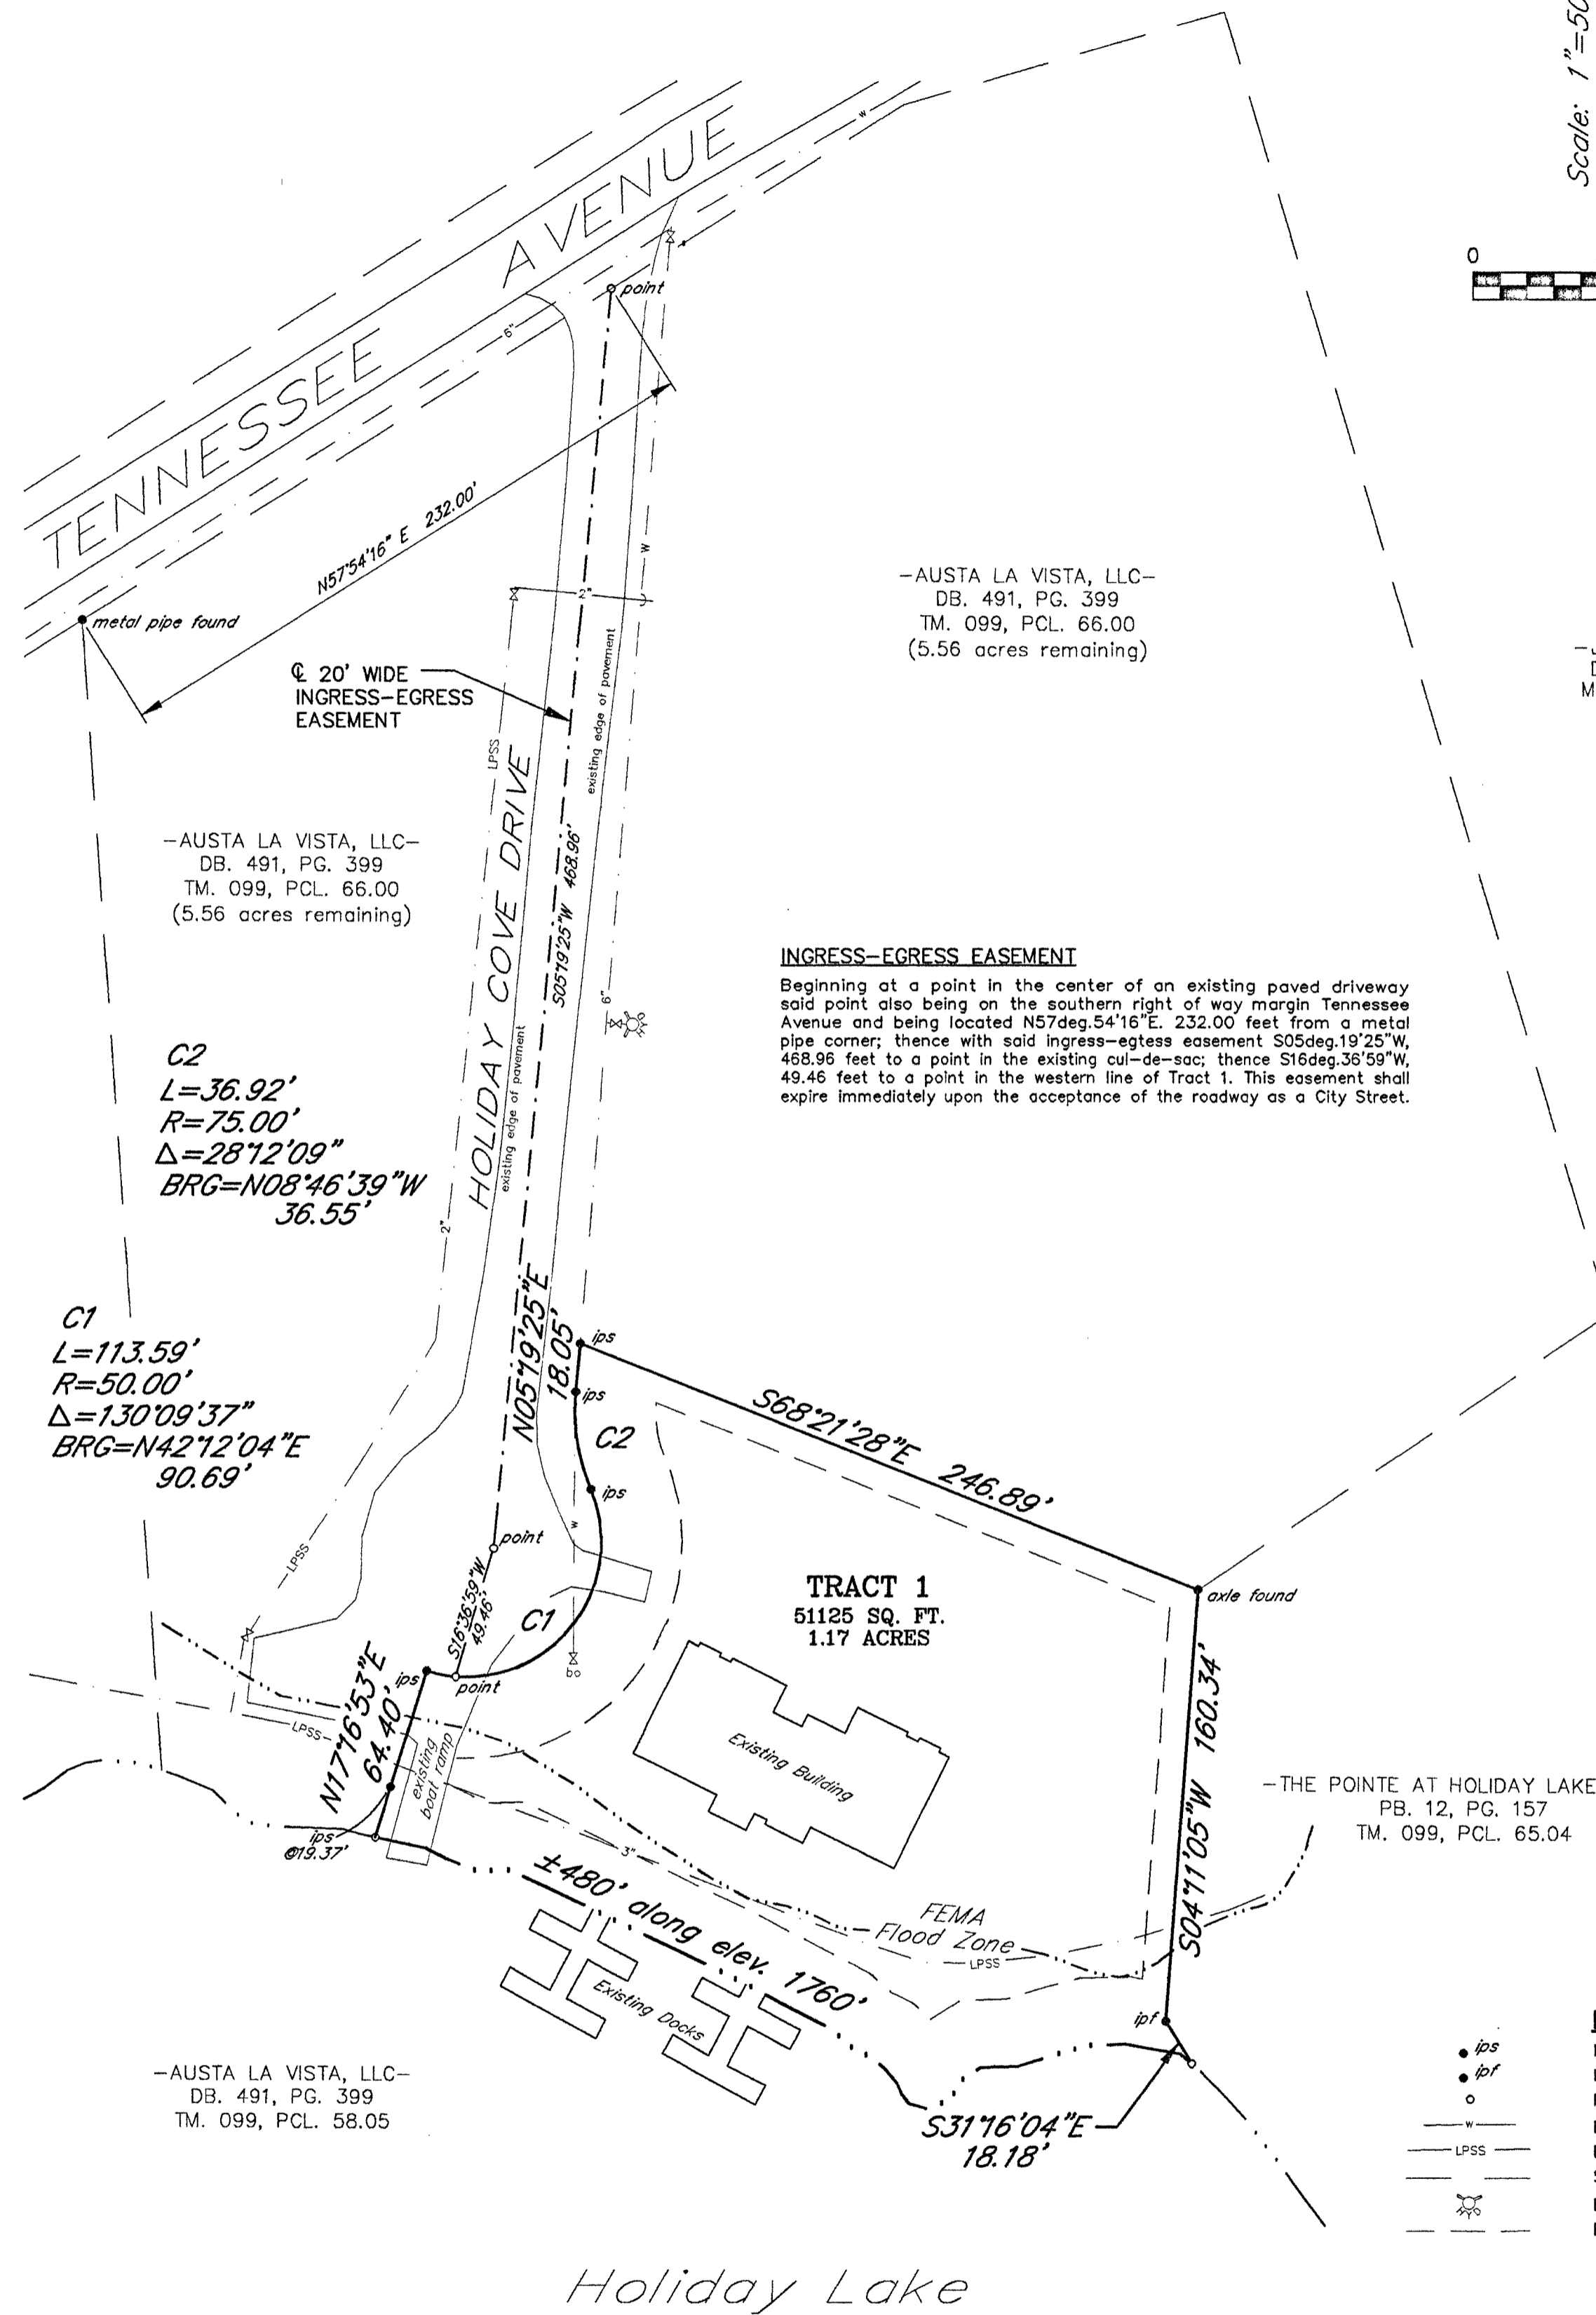 Scale: 1"=50
0
TENNESSEE AVENUE
w
6"
point
N57°54'16" E 232.00'
metal pipe found
W
2"
℄ 20' WIDE
INGRESS-EGRESS
EASEMENT
LPSS
existing edge of pavement
HOLIDAY COVE DRIVE
S05°19'25"W 468.96'
existing edge of pavement
6"
2"
-AUSTA LA VISTA, LLC-
DB. 491, PG. 399
TM. 099, PCL. 66.00
(5.56 acres remaining)
M
-AUSTA LA VISTA, LLC-
DB. 491, PG. 399
TM. 099, PCL. 66.00
(5.56 acres remaining)
INGRESS-EGRESS EASEMENT
Beginning at a point in the center of an existing paved driveway
said point also being on the southern right of way margin Tennessee
Avenue and being located N57deg.54'16"E. 232.00 feet from a metal
pipe corner; thence with said ingress-egtess easement S05deg.19'25"W,
468.96 feet to a point in the existing cul-de-sac; thence S16deg.36'59"W,
49.46 feet to a point in the western line of Tract 1. This easement shall
expire immediately upon the acceptance of the roadway as a City Street.
C2
L=36.92'
R=75.00'
Δ=28°12'09"
BRG=N08°46'39"W
36.55'
C1
L=113.59'
R=50.00'
Δ=130°09'37"
BRG=N42°12'04"E
90.69'
N05°19'25"E
18.05'
ips
ips
C2
ips
S68°21'28"E 246.89'
axle found
point
w
LPSS
S16°36'59"W
49.46'
C1
TRACT 1
51125 SQ. FT.
1.17 ACRES
bo
ips
point
N17°16'53"E
64.40'
LPSS
existing
boat ramp
ips
@19.37'
Existing Building
S04°11'05"W 160.34'
-THE POINTE AT HOLIDAY LAKE
PB. 12, PG. 157
TM. 099, PCL. 65.04
3"
±480' along elev. 1760'
FEMA
Flood Zone
LPSS
Existing Docks
ipf
S31°16'04"E
18.18'
-AUSTA LA VISTA, LLC-
DB. 491, PG. 399
TM. 099, PCL. 58.05
ips
ipf
w
LPSS
Holiday Lake